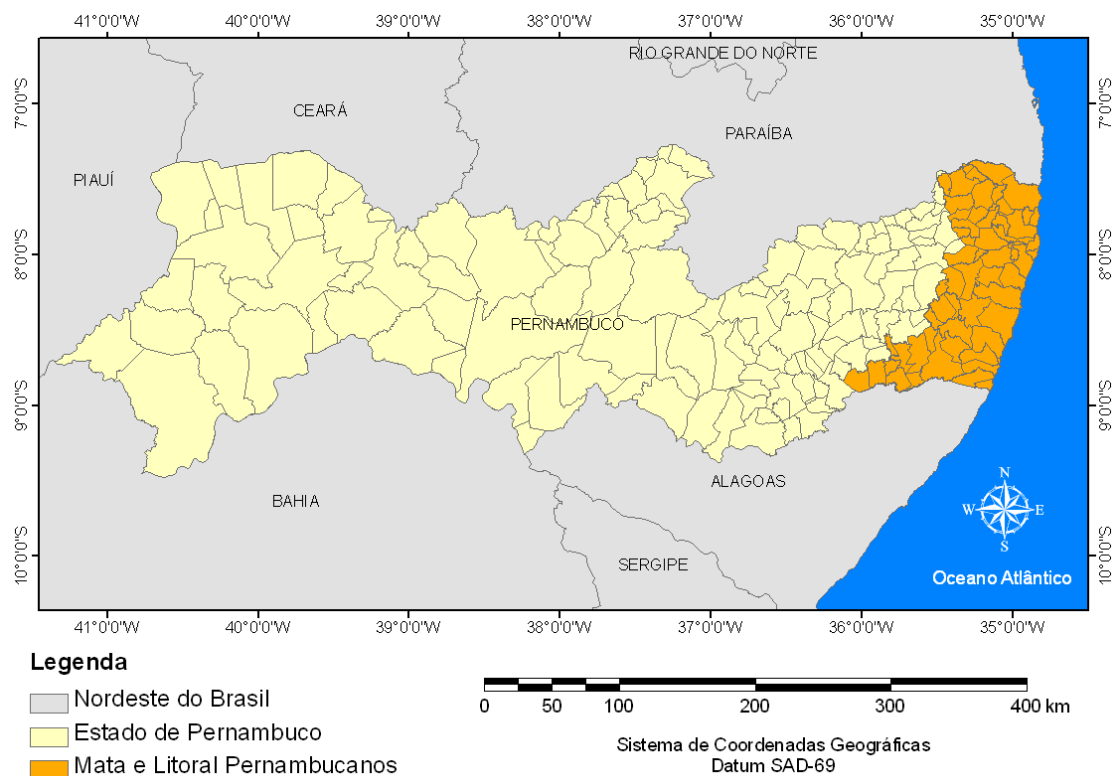 41°0'0"W 40°0'0"W 39°0'0"W 38°0'0"W 37°0'0"W 36°0'0"W 35°0'0"W
RIO GRANDE DO NORTE
7°0'0"S 7°0'0"S
CEARÁ
PARAÍBA
PIAUÍ
8°0'0"S 8°0'0"S
PERNAMBUCO
9°0'0"S 9°0'0"S
ALAGOAS
BAHIA
N
W E
S
10°0'0"S 10°0'0"S
SERGIPE
Oceano Atlântico
41°0'0"W 40°0'0"W 39°0'0"W 38°0'0"W 37°0'0"W 36°0'0"W 35°0'0"W
Legenda
Nordeste do Brasil
Estado de Pernambuco
Mata e Litoral Pernambucanos
0 50 100 200 300 400 km
Sistema de Coordenadas Geográficas
Datum SAD-69